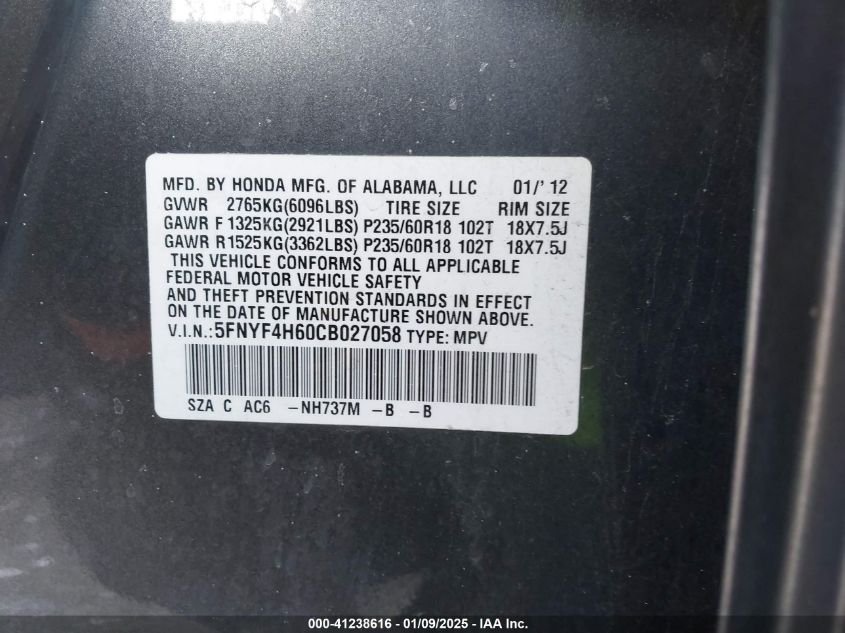 MFD. BY HONDA MFG. OF ALABAMA, LLC 01/'12
GVWR 2765KG(6096LBS) TIRE SIZE RIM SIZE
GAWR F 1325KG(2921LBS) P235/60R18 102T 18X7.5J
GAWR R1525KG(3362LBS) P235/60R18 102T 18X7.5J
THIS VEHICLE CONFORMS TO ALL APPLICABLE
FEDERAL MOTOR VEHICLE SAFETY
AND THEFT PREVENTION STANDARDS IN EFFECT
ON THE DATE OF MANUFACTURE SHOWN ABOVE.
V.I.N.:5FNYF4H60CB027058 TYPE: MPV
SZA C AC6 -NH737M -B -B
000-41238616 - 01/09/2025 - IAA Inc.